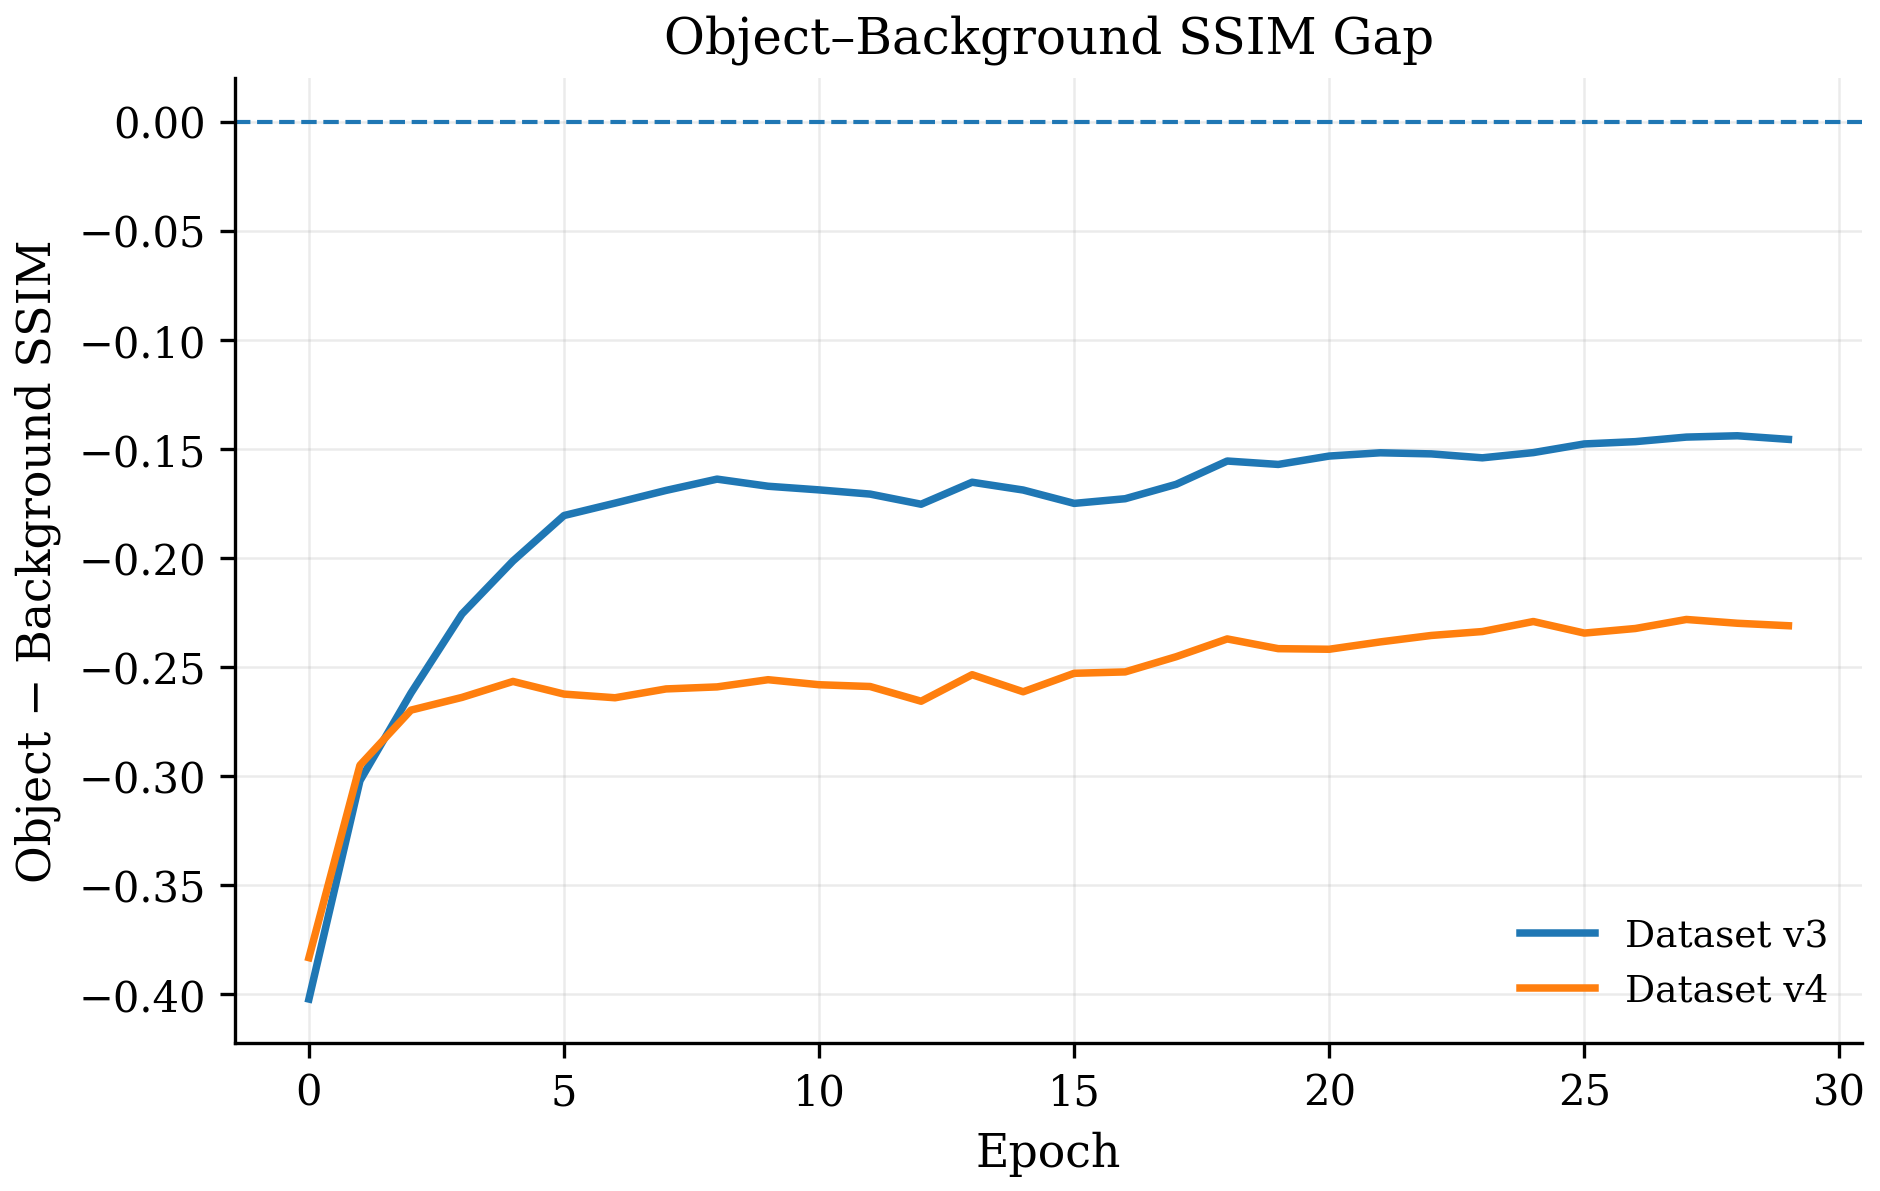 Object–Background SSIM Gap
Object − Background SSIM
0.00
−0.05
−0.10
−0.15
−0.20
−0.25
−0.30
−0.35
−0.40
Dataset v3
Dataset v4
0 5 10 15 20 25 30
Epoch